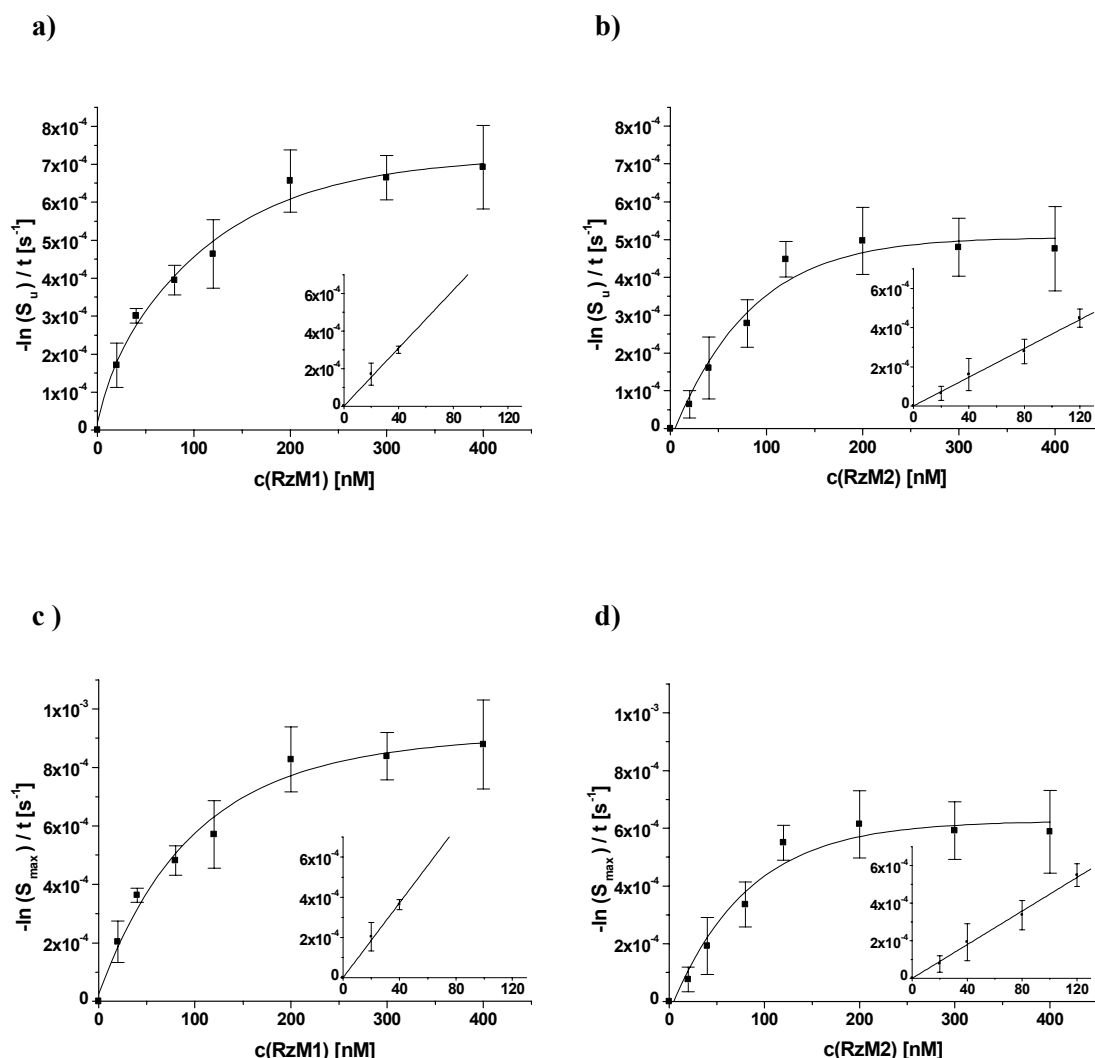 a)
8x10⁻⁴
7x10⁻⁴
6x10⁻⁴
5x10⁻⁴
4x10⁻⁴
3x10⁻⁴
2x10⁻⁴
1x10⁻⁴
0
-ln (Sᵤ) / t [s⁻¹]
6x10⁻⁴
4x10⁻⁴
2x10⁻⁴
0
0 40 80 120
0 100 200 300 400
c(RzM1) [nM]
b)
8x10⁻⁴
7x10⁻⁴
6x10⁻⁴
5x10⁻⁴
4x10⁻⁴
3x10⁻⁴
2x10⁻⁴
1x10⁻⁴
0
-ln (Sᵤ) / t [s⁻¹]
6x10⁻⁴
4x10⁻⁴
2x10⁻⁴
0
0 40 80 120
0 100 200 300 400
c(RzM2) [nM]
c )
1x10⁻³
8x10⁻⁴
6x10⁻⁴
4x10⁻⁴
2x10⁻⁴
0
-ln (Sₘₐₓ) / t [s⁻¹]
6x10⁻⁴
4x10⁻⁴
2x10⁻⁴
0
0 40 80 120
0 100 200 300 400
c(RzM1) [nM]
d)
1x10⁻³
8x10⁻⁴
6x10⁻⁴
4x10⁻⁴
2x10⁻⁴
0
-ln (Sₘₐₓ) / t [s⁻¹]
6x10⁻⁴
4x10⁻⁴
2x10⁻⁴
0
0 40 80 120
0 100 200 300 400
c(RzM2) [nM]